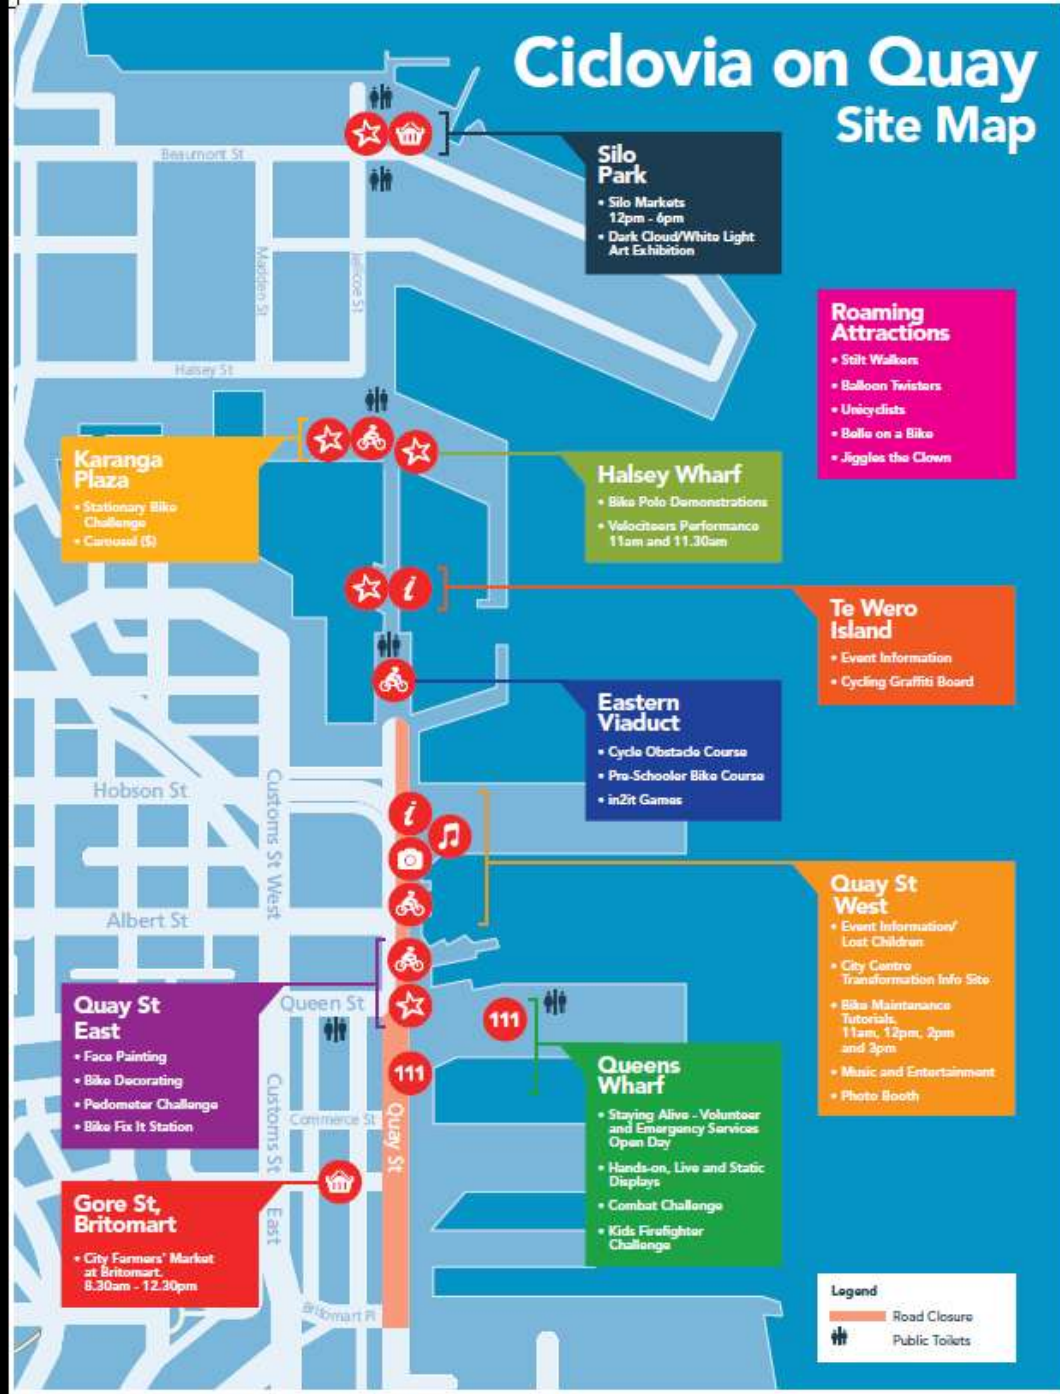 Ciclovia on Quay
Site Map
Beaumont St
Silo
Park
• Silo Markets
12pm - 6pm
• Dark Cloud/White Light
Art Exhibition
Madden St
Jellicoe St
Roaming
Attractions
• Stilt Walkers
• Balloon Twisters
• Unicyclists
• Belle on a Bike
• Jiggles the Clown
Halsey St
Karanga
Plaza
• Stationary Bike
Challenge
• Carousel ($)
Halsey Wharf
• Bike Polo Demonstrations
• Velociteers Performance
11am and 11.30am
i
Te Wero
Island
• Event Information
• Cycling Graffiti Board
Eastern
Viaduct
• Cycle Obstacle Course
• Pre-Schooler Bike Course
• in2it Games
Hobson St
Customs St West
i
Albert St
Quay St
West
• Event Information/
Lost Children
• City Centre
Transformation Info Site
• Bike Maintenance
Tutorials.
11am, 12pm, 2pm
and 3pm
• Music and Entertainment
• Photo Booth
Quay St
East
• Face Painting
• Bike Decorating
• Pedometer Challenge
• Bike Fix It Station
Queen St
111
111
Queens
Wharf
• Staying Alive - Volunteer
and Emergency Services
Open Day
• Hands-on, Live and Static
Displays
• Combat Challenge
• Kids Firefighter
Challenge
Customs St East
Commerce St
Quay St
Gore St,
Britomart
• City Farmers' Market
at Britomart.
8.30am - 12.30pm
Britomart Pl
Legend
Road Closure
Public Toilets